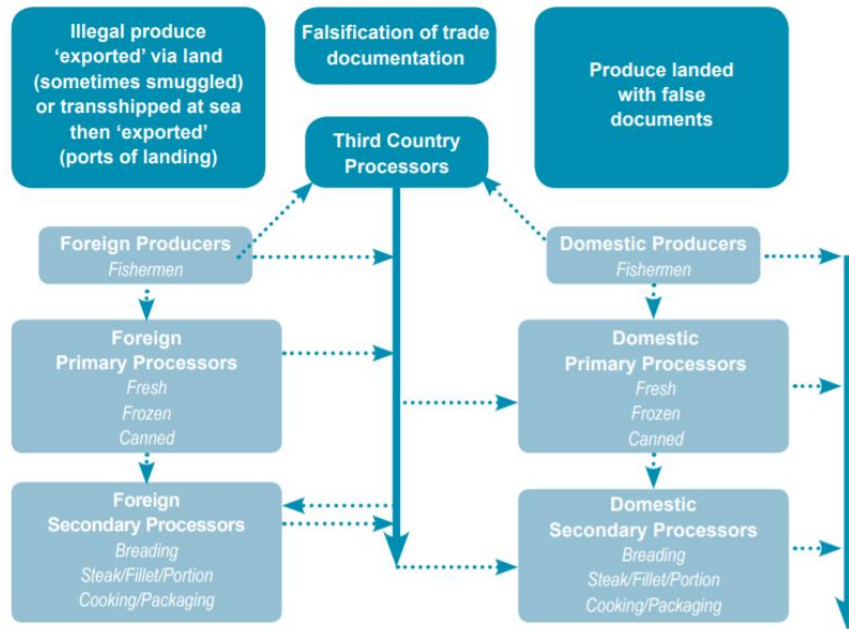 Illegal produce
‘exported’ via land
(sometimes smuggled)
or transshipped at sea
then ‘exported’
(ports of landing)
Falsification of trade
documentation
Produce landed
with false
documents
Third Country
Processors
Foreign Producers
Fishermen
Domestic Producers
Fishermen
Foreign
Primary Processors
Fresh
Frozen
Canned
Domestic
Primary Processors
Fresh
Frozen
Canned
Foreign
Secondary Processors
Breading
Steak/Fillet/Portion
Cooking/Packaging
Domestic
Secondary Processors
Breading
Steak/Fillet/Portion
Cooking/Packaging